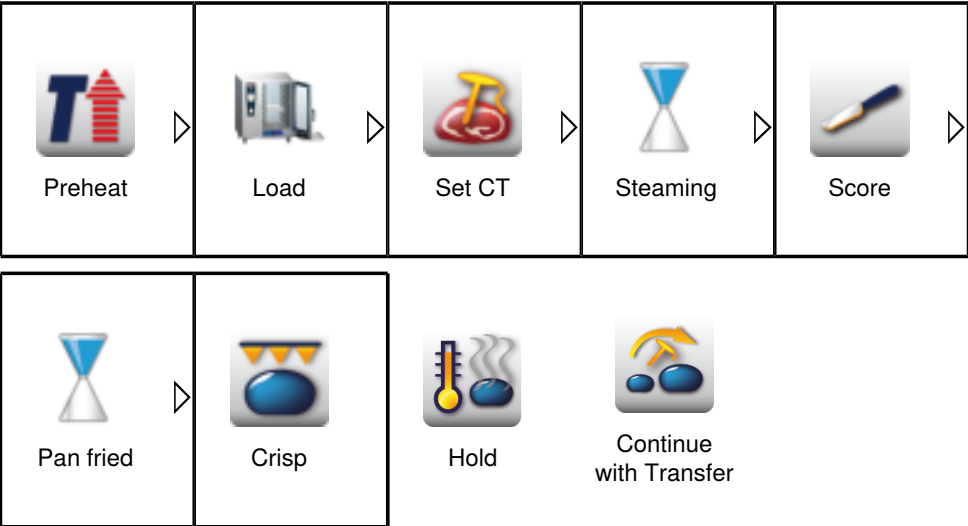 Preheat
Load
Set CT
Steaming
Score
Pan fried
Crisp
Hold
Continue
with Transfer